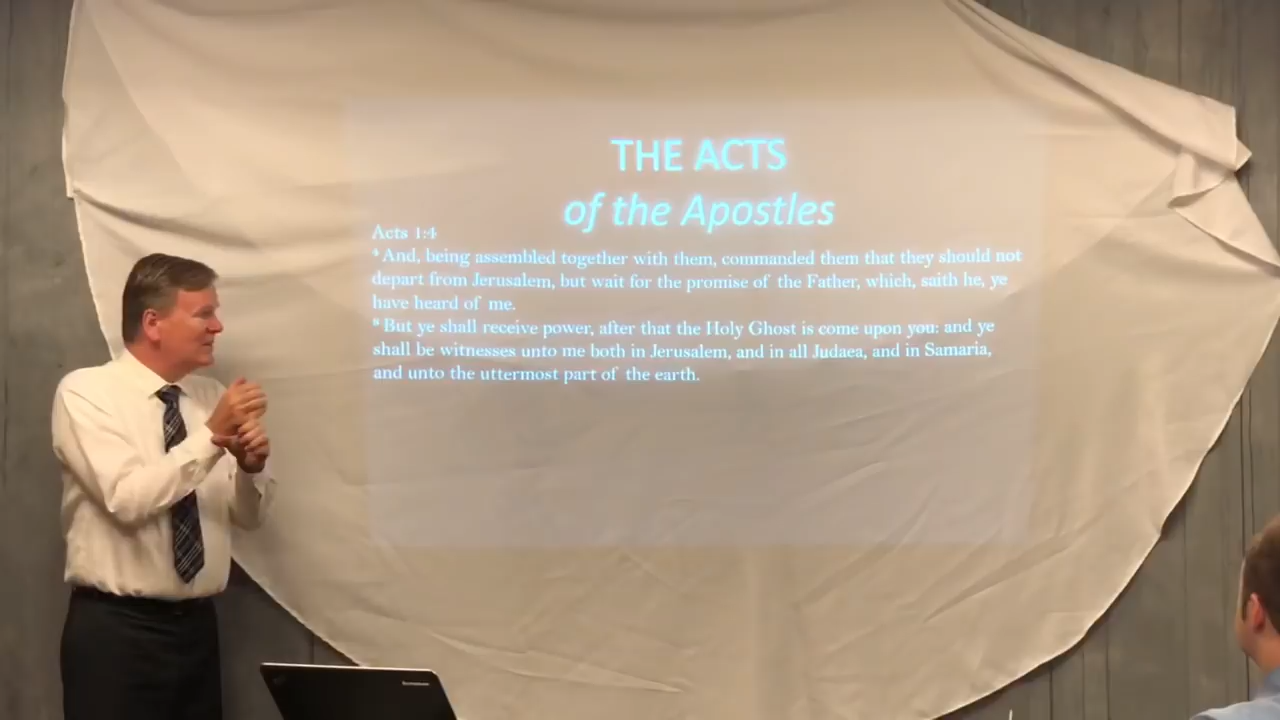 THE ACTS
of the Apostles
Acts 1:4
⁴ And, being assembled together with them, commanded them that they should not
depart from Jerusalem, but wait for the promise of the Father, which, saith he, ye
have heard of me.
⁸ But ye shall receive power, after that the Holy Ghost is come upon you: and ye
shall be witnesses unto me both in Jerusalem, and in all Judaea, and in Samaria,
and unto the uttermost part of the earth.